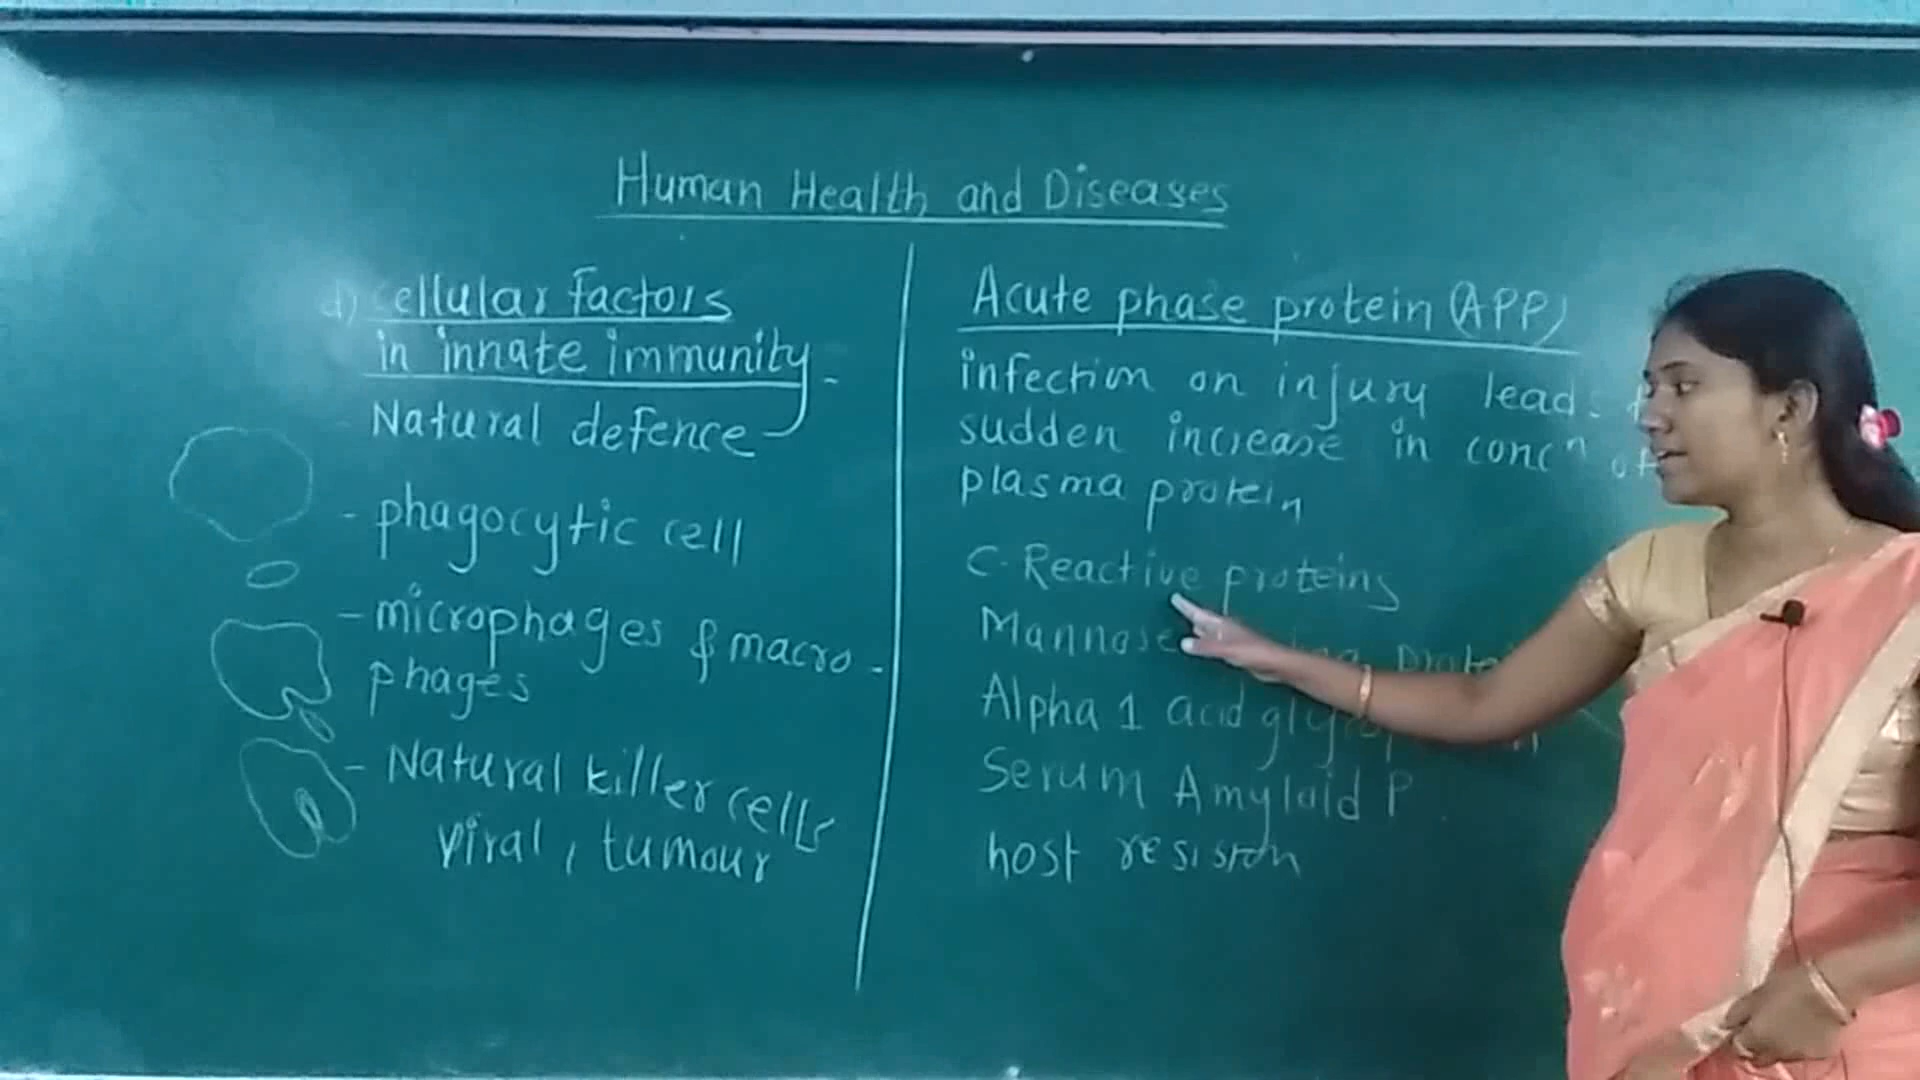 Human Health and Diseases
d) Cellular factors
in innate immunity -
Natural defence
- phagocytic cell
- microphages & macro -
phages
- Natural killer cells
viral, tumour
Acute phase protein (APP)
infection on injury leads
sudden increase in concⁿ of
plasma protein
C-Reactive proteins
Mannose
Alpha 1 acid
Serum Amyloid P
host resistion